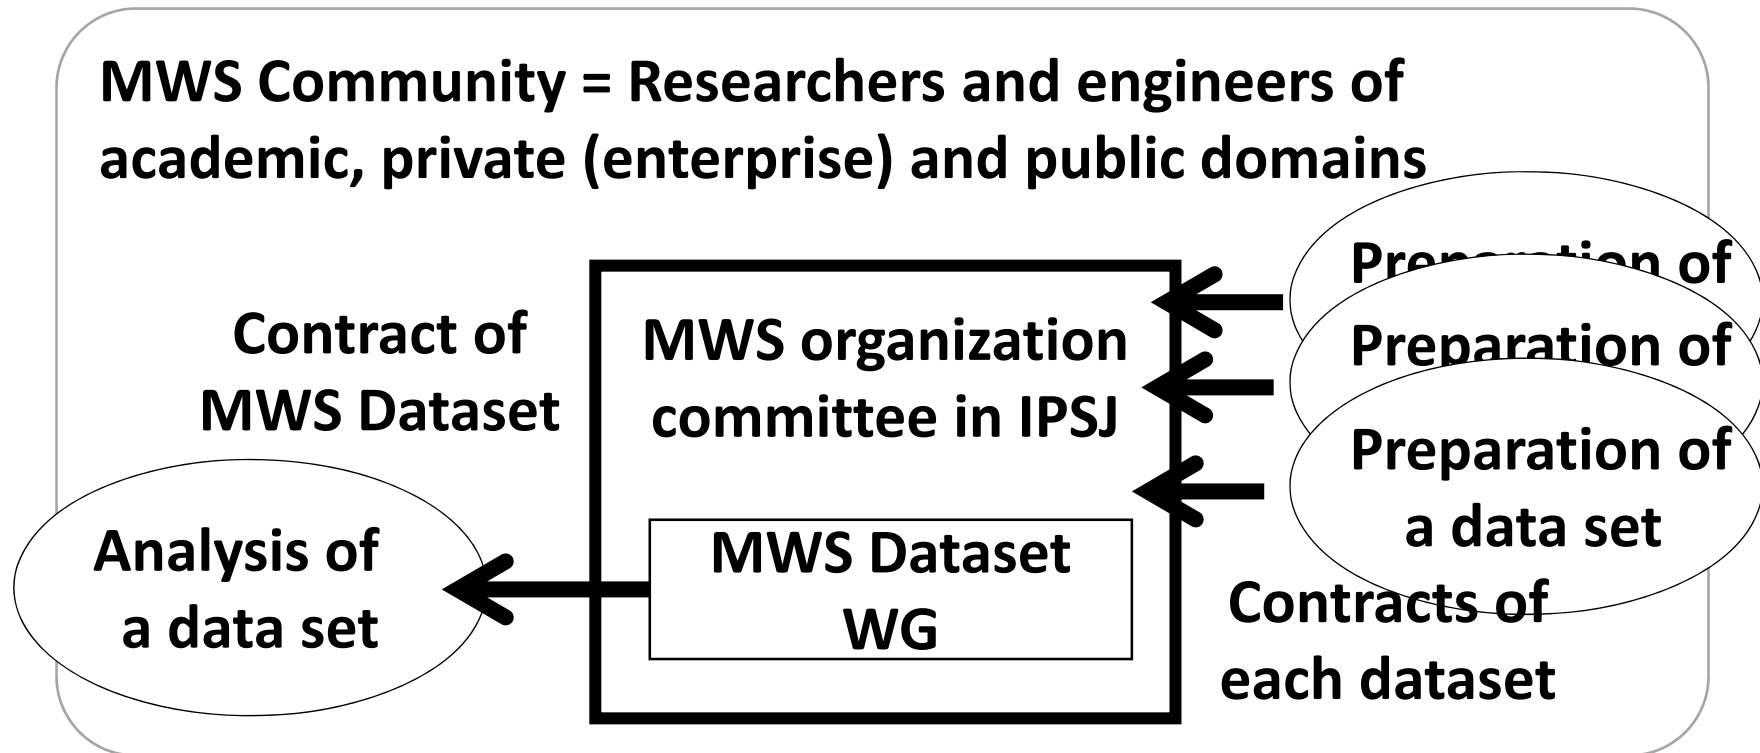 MWS Community = Researchers and engineers of
academic, private (enterprise) and public domains
Contract of
MWS Dataset
Analysis of
a data set
MWS organization
committee in IPSJ
MWS Dataset
WG
Preparation of
Preparation of
Preparation of
a data set
Contracts of
each dataset